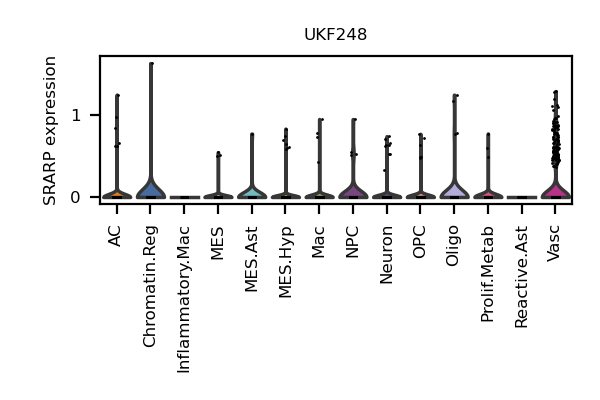 UKF248
SRARP expression
1
0
AC
Chromatin.Reg
Inflammatory.Mac
MES
MES.Ast
MES.Hyp
Mac
NPC
Neuron
OPC
Oligo
Prolif.Metab
Reactive.Ast
Vasc